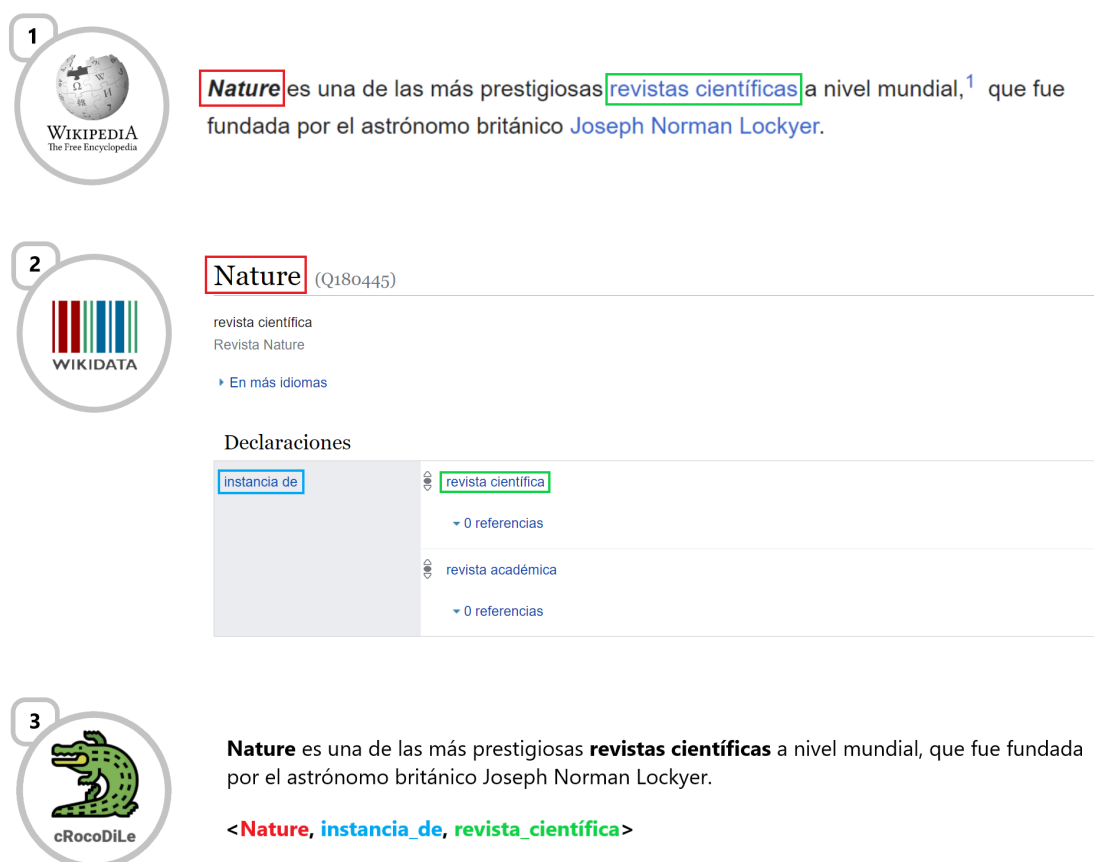 1
WIKIPEDIA
The Free Encyclopedia
Nature es una de las más prestigiosas revistas científicas a nivel mundial,1 que fue
fundada por el astrónomo británico Joseph Norman Lockyer.
2
WIKIDATA
Nature (Q180445)
revista científica
Revista Nature
En más idiomas
Declaraciones
instancia de
revista científica
0 referencias
revista académica
0 referencias
3
cRocoDiLe
Nature es una de las más prestigiosas revistas científicas a nivel mundial, que fue fundada
por el astrónomo británico Joseph Norman Lockyer.
<Nature, instancia_de, revista_científica>